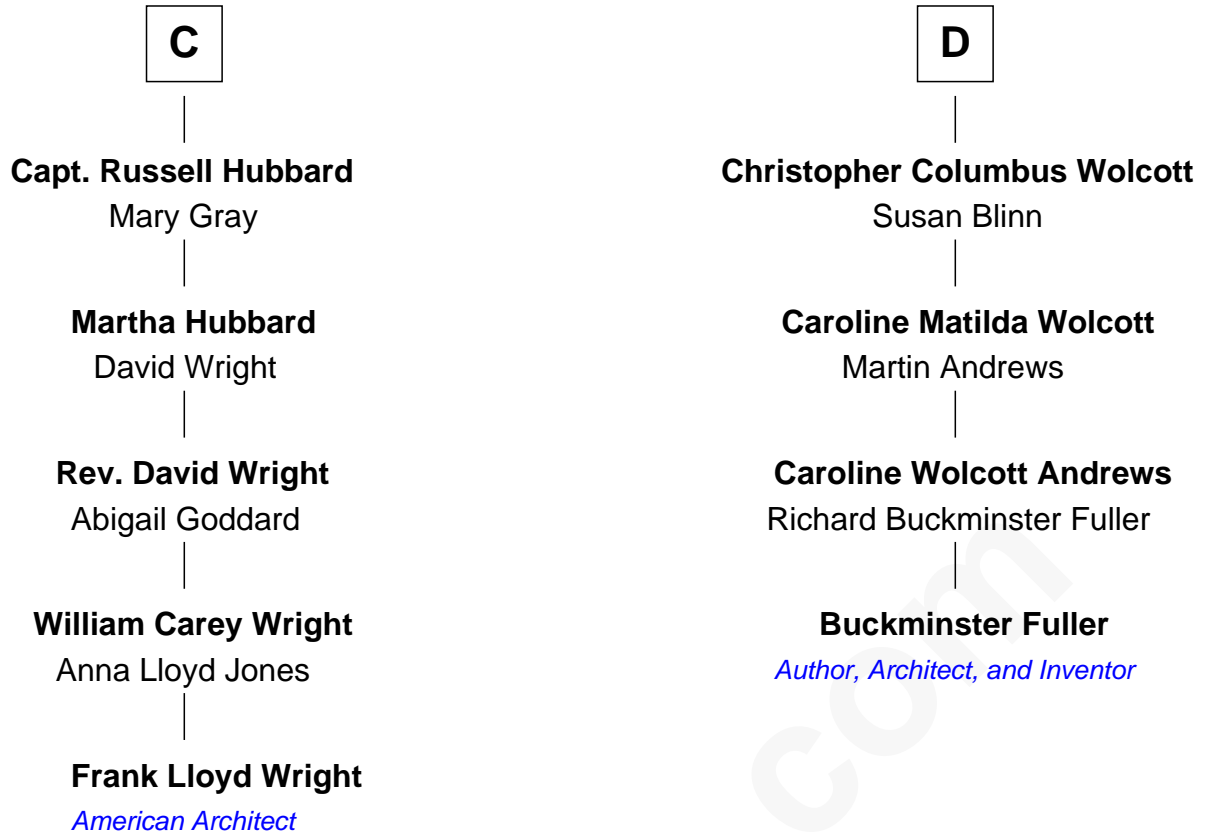 C
Capt. Russell Hubbard
Mary Gray
Martha Hubbard
David Wright
Rev. David Wright
Abigail Goddard
William Carey Wright
Anna Lloyd Jones
Frank Lloyd Wright
American Architect
D
Christopher Columbus Wolcott
Susan Blinn
Caroline Matilda Wolcott
Martin Andrews
Caroline Wolcott Andrews
Richard Buckminster Fuller
Buckminster Fuller
Author, Architect, and Inventor
com